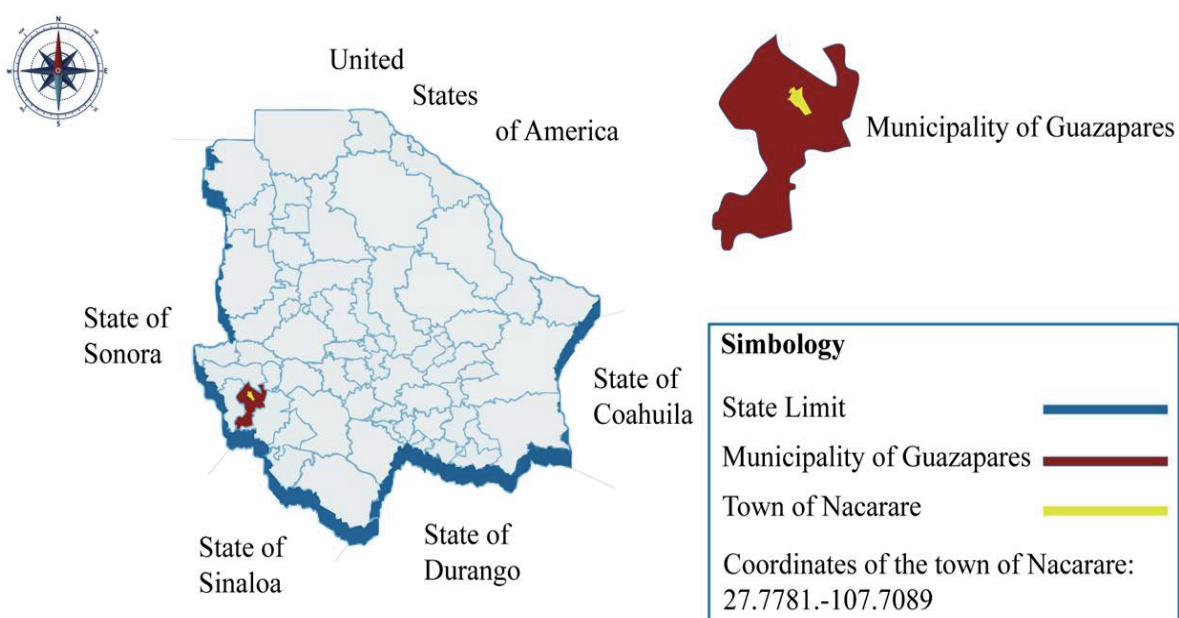 N
E
S
W
United
States
of America
Municipality of Guazapares
State of
Sonora
State of
Coahuila
State of
Sinaloa
State of
Durango
Simbology
State Limit
Municipality of Guazapares
Town of Nacarare
Coordinates of the town of Nacarare:
27.7781.-107.7089